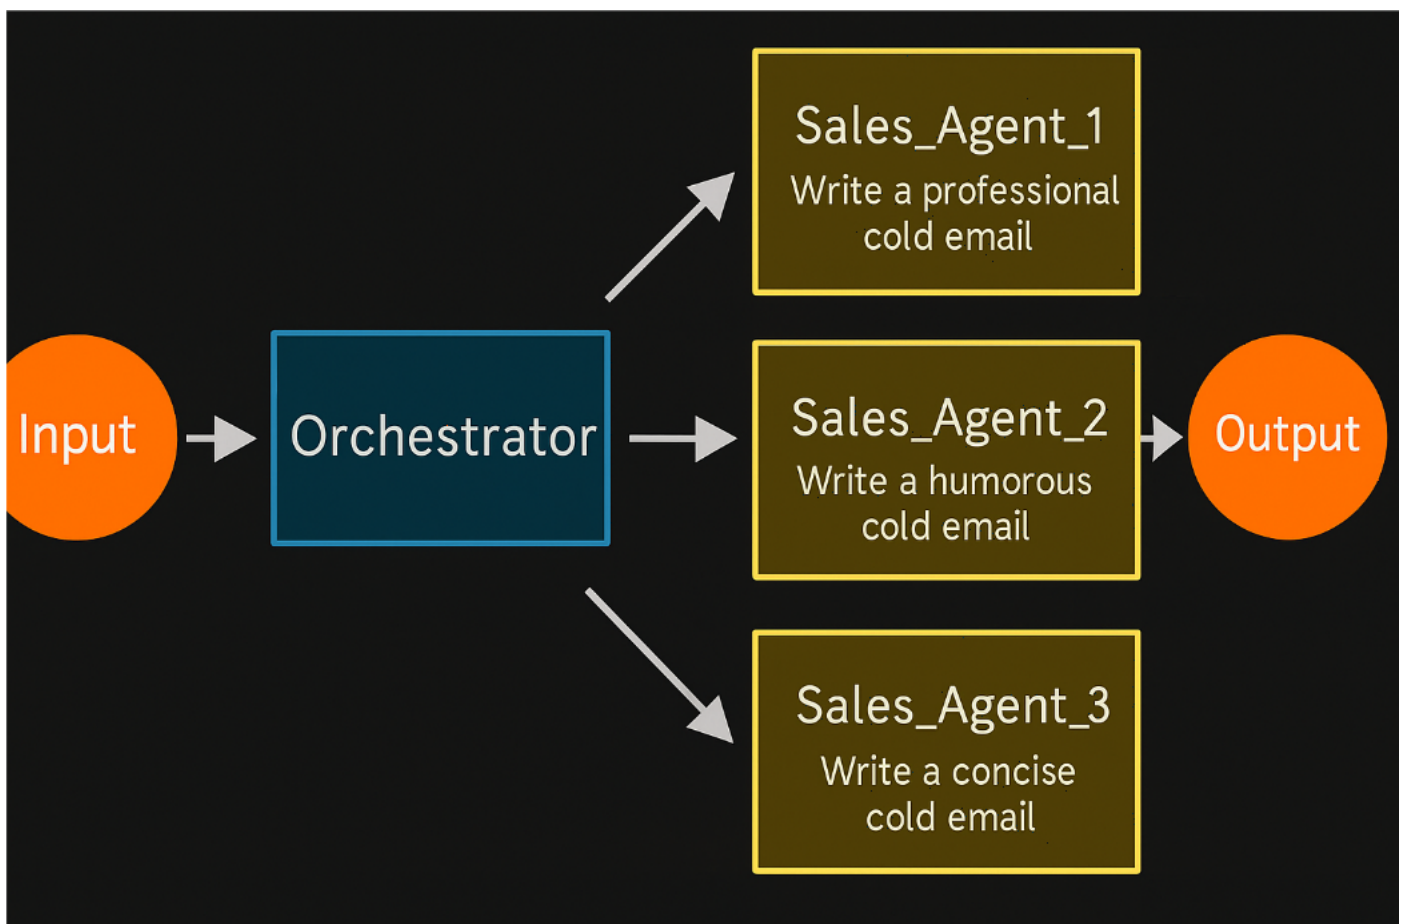 Input
Orchestrator
Sales_Agent_1
Write a professional
cold email
Sales_Agent_2
Write a humorous
cold email
Sales_Agent_3
Write a concise
cold email
Output